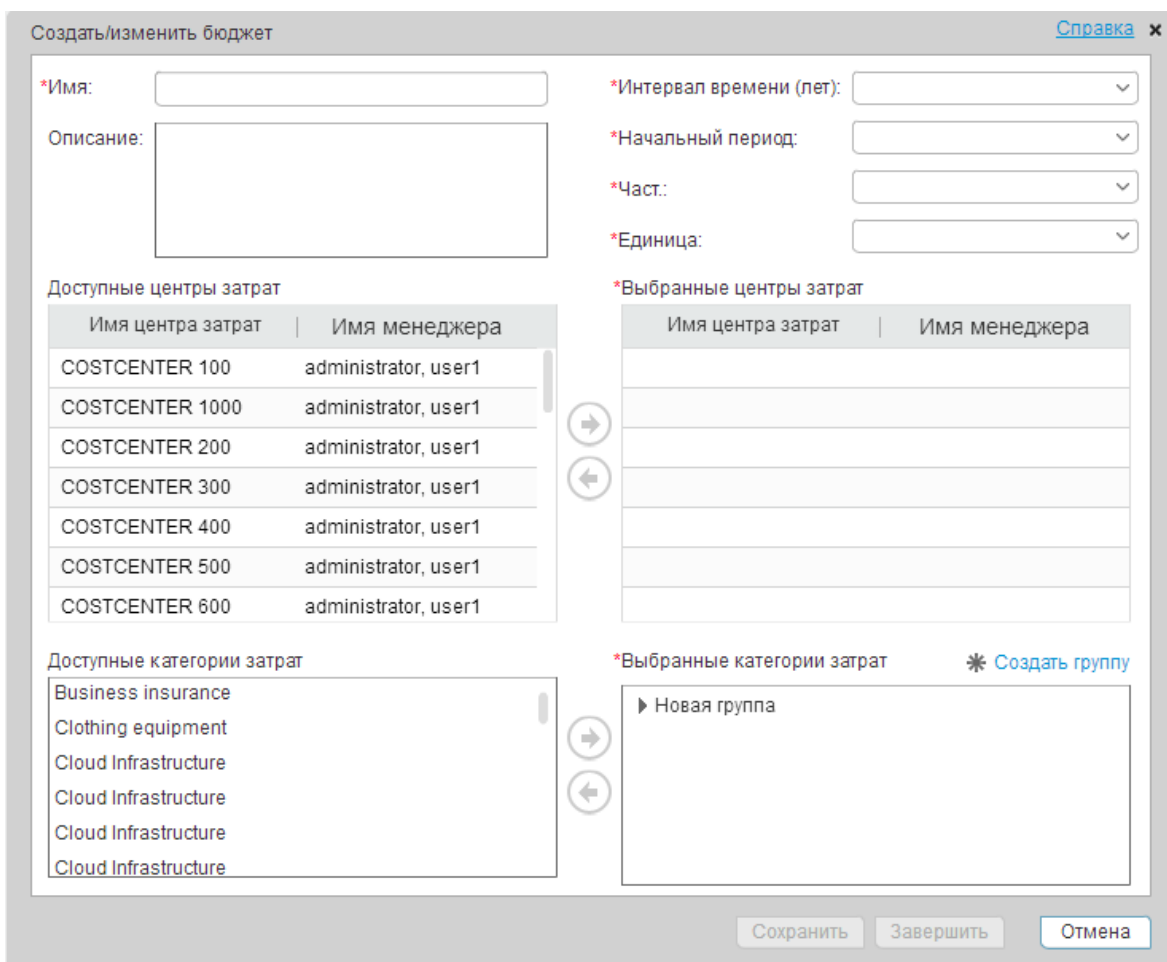 Создать/изменить бюджет
Справка
*Имя:
*Интервал времени (лет):
Описание:
*Начальный период:
*Част.:
*Единица:
Доступные центры затрат
*Выбранные центры затрат
Имя центра затрат | Имя менеджера
Имя центра затрат | Имя менеджера
COSTCENTER 100 administrator, user1
COSTCENTER 1000 administrator, user1
COSTCENTER 200 administrator, user1
COSTCENTER 300 administrator, user1
COSTCENTER 400 administrator, user1
COSTCENTER 500 administrator, user1
COSTCENTER 600 administrator, user1
Доступные категории затрат
*Выбранные категории затрат
Создать группу
Business insurance
Clothing equipment
Cloud Infrastructure
Cloud Infrastructure
Cloud Infrastructure
Cloud Infrastructure
Новая группа
Сохранить
Завершить
Отмена